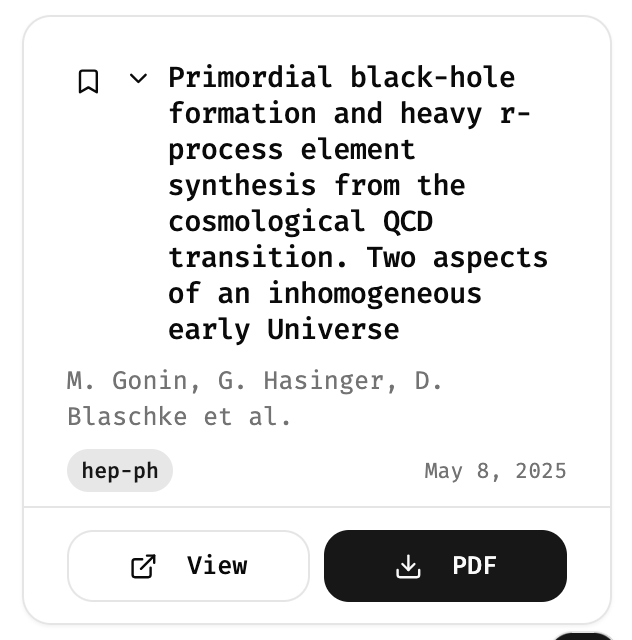 Primordial black-hole
formation and heavy r-
process element
synthesis from the
cosmological QCD
transition. Two aspects
of an inhomogeneous
early Universe
M. Gonin, G. Hasinger, D.
Blaschke et al.
hep-ph
May 8, 2025
View
PDF